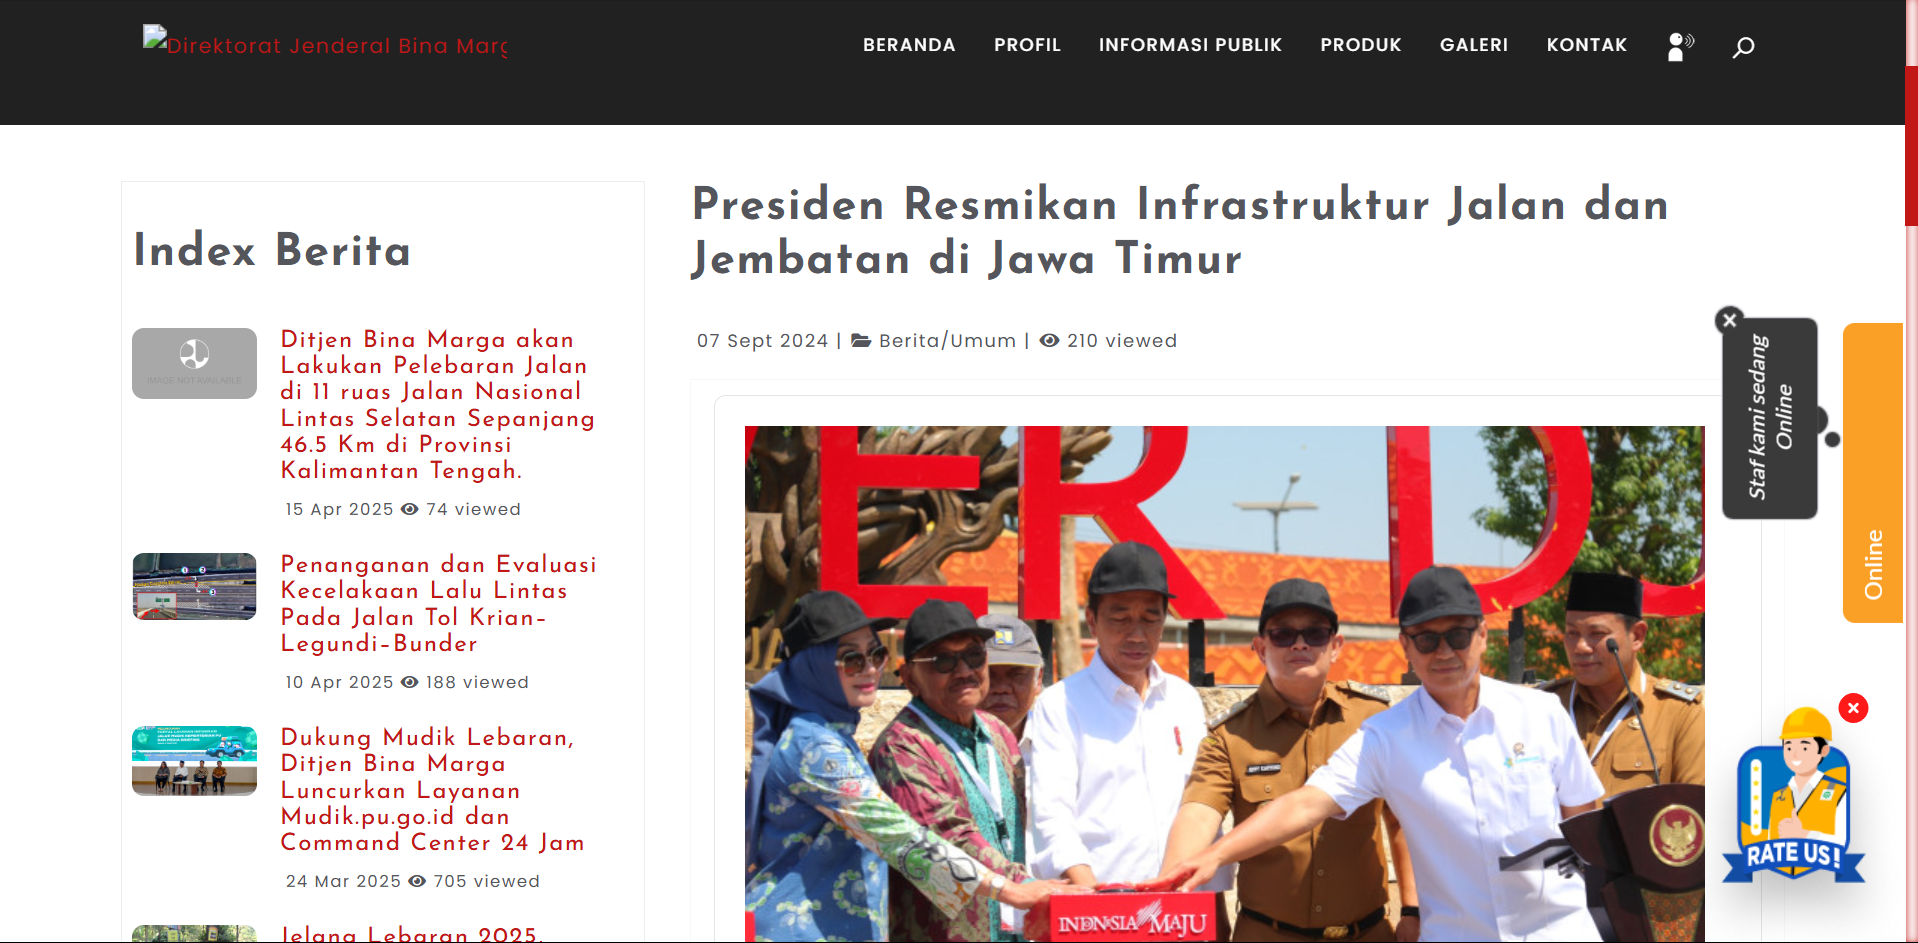 Direktorat Jenderal Bina Marg
BERANDA PROFIL INFORMASI PUBLIK PRODUK GALERI KONTAK
Index Berita
IMAGE NOT AVAILABLE
Ditjen Bina Marga akan
Lakukan Pelebaran Jalan
di 11 ruas Jalan Nasional
Lintas Selatan Sepanjang
46.5 Km di Provinsi
Kalimantan Tengah.
15 Apr 2025 74 viewed
Penanganan dan Evaluasi
Kecelakaan Lalu Lintas
Pada Jalan Tol Krian-
Legundi-Bunder
10 Apr 2025 188 viewed
Dukung Mudik Lebaran,
Ditjen Bina Marga
Luncurkan Layanan
Mudik.pu.go.id dan
Command Center 24 Jam
24 Mar 2025 705 viewed
Jelang Lebaran 2025,
Presiden Resmikan Infrastruktur Jalan dan
Jembatan di Jawa Timur
07 Sept 2024 | Berita/Umum | 210 viewed
ER DJ
INDONESIA MAJU
Staf kami sedang
Online
Online
RATE US!